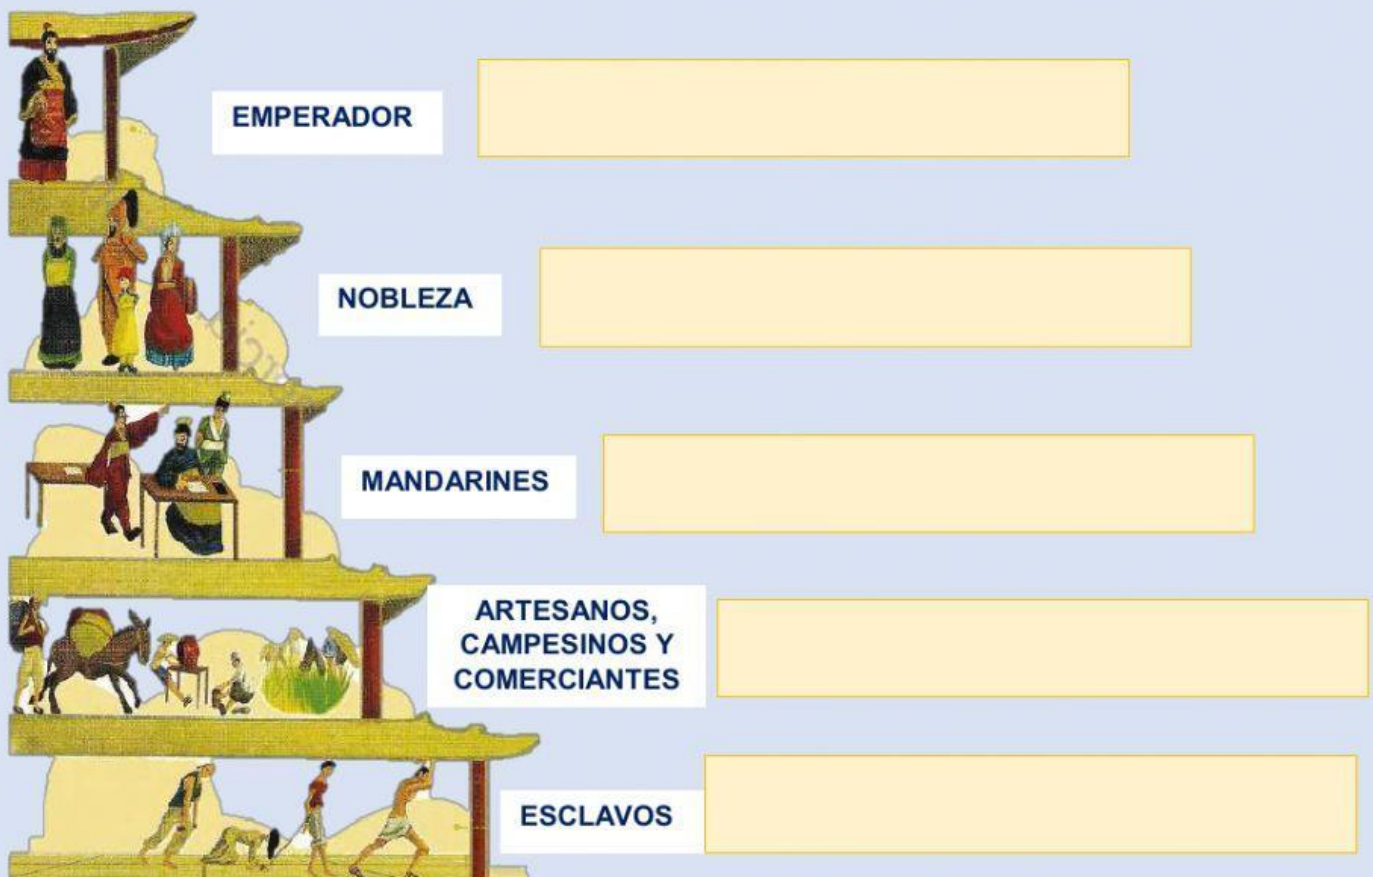 EMPERADOR
NOBLEZA
MANDARINES
ARTESANOS,
CAMPESINOS Y
COMERCIANTES
ESCLAVOS